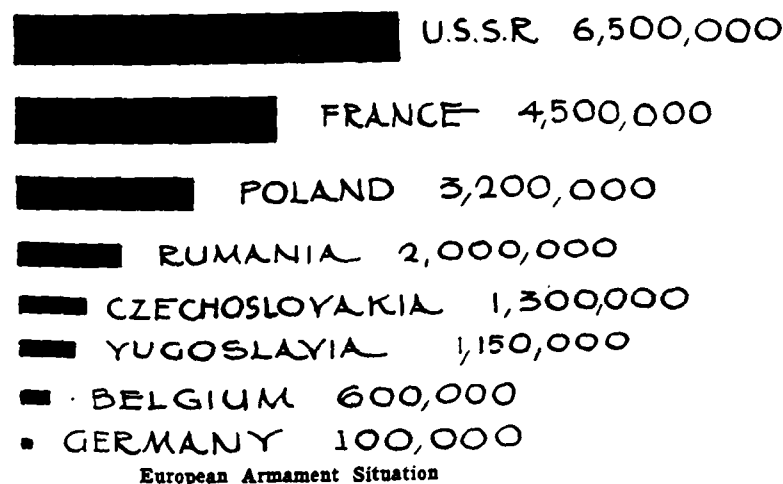 U.S.S.R 6,500,000
FRANCE 4,500,000
POLAND 3,200,000
RUMANIA 2,000,000
CZECHOSLOVAKIA 1,300,000
YUGOSLAVIA 1,150,000
BELGIUM 600,000
GERMANY 100,000
European Armament Situation